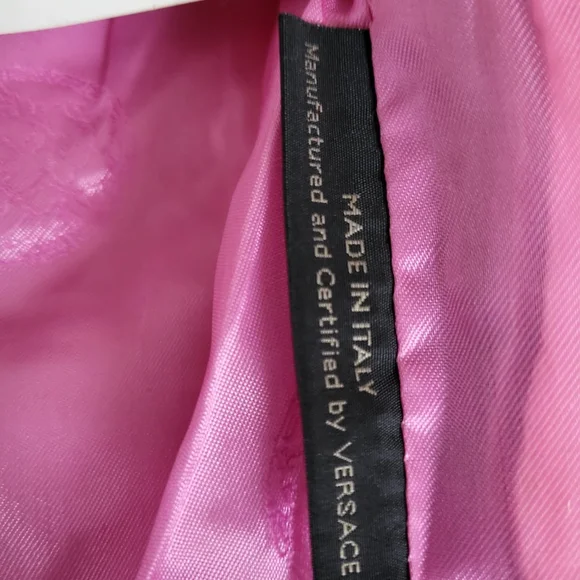 MADE IN ITALY
Manufactured and Certified by VERSACE